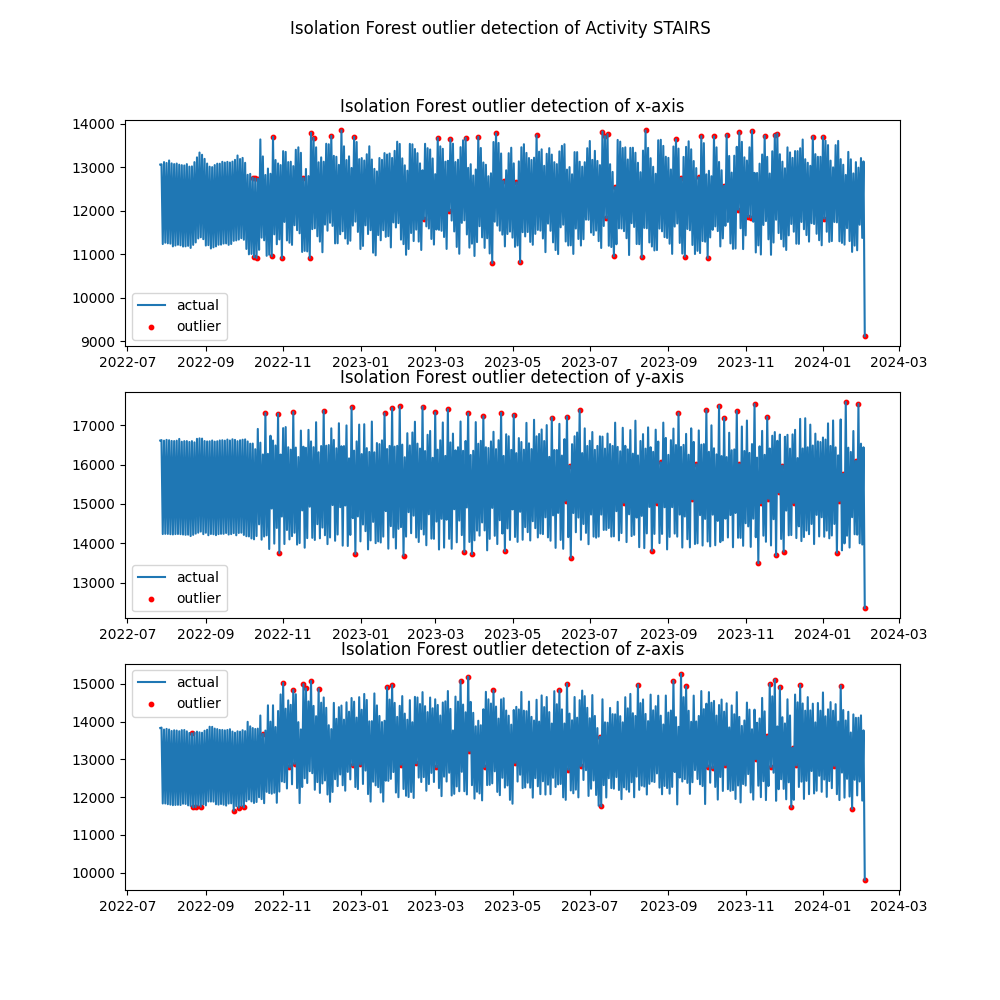 Isolation Forest outlier detection of Activity STAIRS
Isolation Forest outlier detection of x-axis
14000
13000
12000
11000
10000
9000
actual
outlier
2022-07 2022-09 2022-11 2023-01 2023-03 2023-05 2023-07 2023-09 2023-11 2024-01 2024-03
Isolation Forest outlier detection of y-axis
17000
16000
15000
14000
13000
actual
outlier
2022-07 2022-09 2022-11 2023-01 2023-03 2023-05 2023-07 2023-09 2023-11 2024-01 2024-03
Isolation Forest outlier detection of z-axis
15000
14000
13000
12000
11000
10000
actual
outlier
2022-07 2022-09 2022-11 2023-01 2023-03 2023-05 2023-07 2023-09 2023-11 2024-01 2024-03